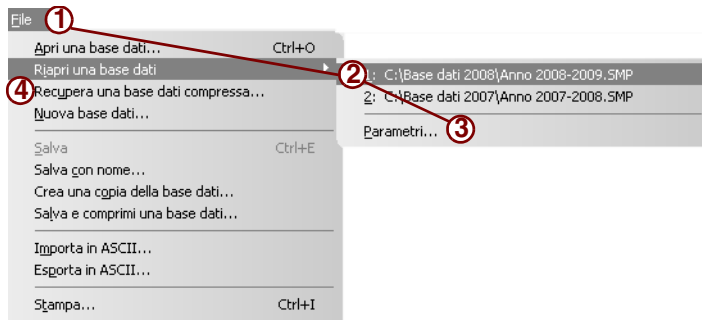 File 1
Apri una base dati... Ctrl+O
Riapri una base dati
2 1: C:\Base dati 2008\Anno 2008-2009.SMP
4 Recupera una base dati compressa...
2: C:\Base dati 2007\Anno 2007-2008.SMP
Nuova base dati...
Parametri... 3
Salva Ctrl+E
Salva con nome...
Crea una copia della base dati...
Salva e comprimi una base dati...
Importa in ASCII...
Esporta in ASCII...
Stampa... Ctrl+I